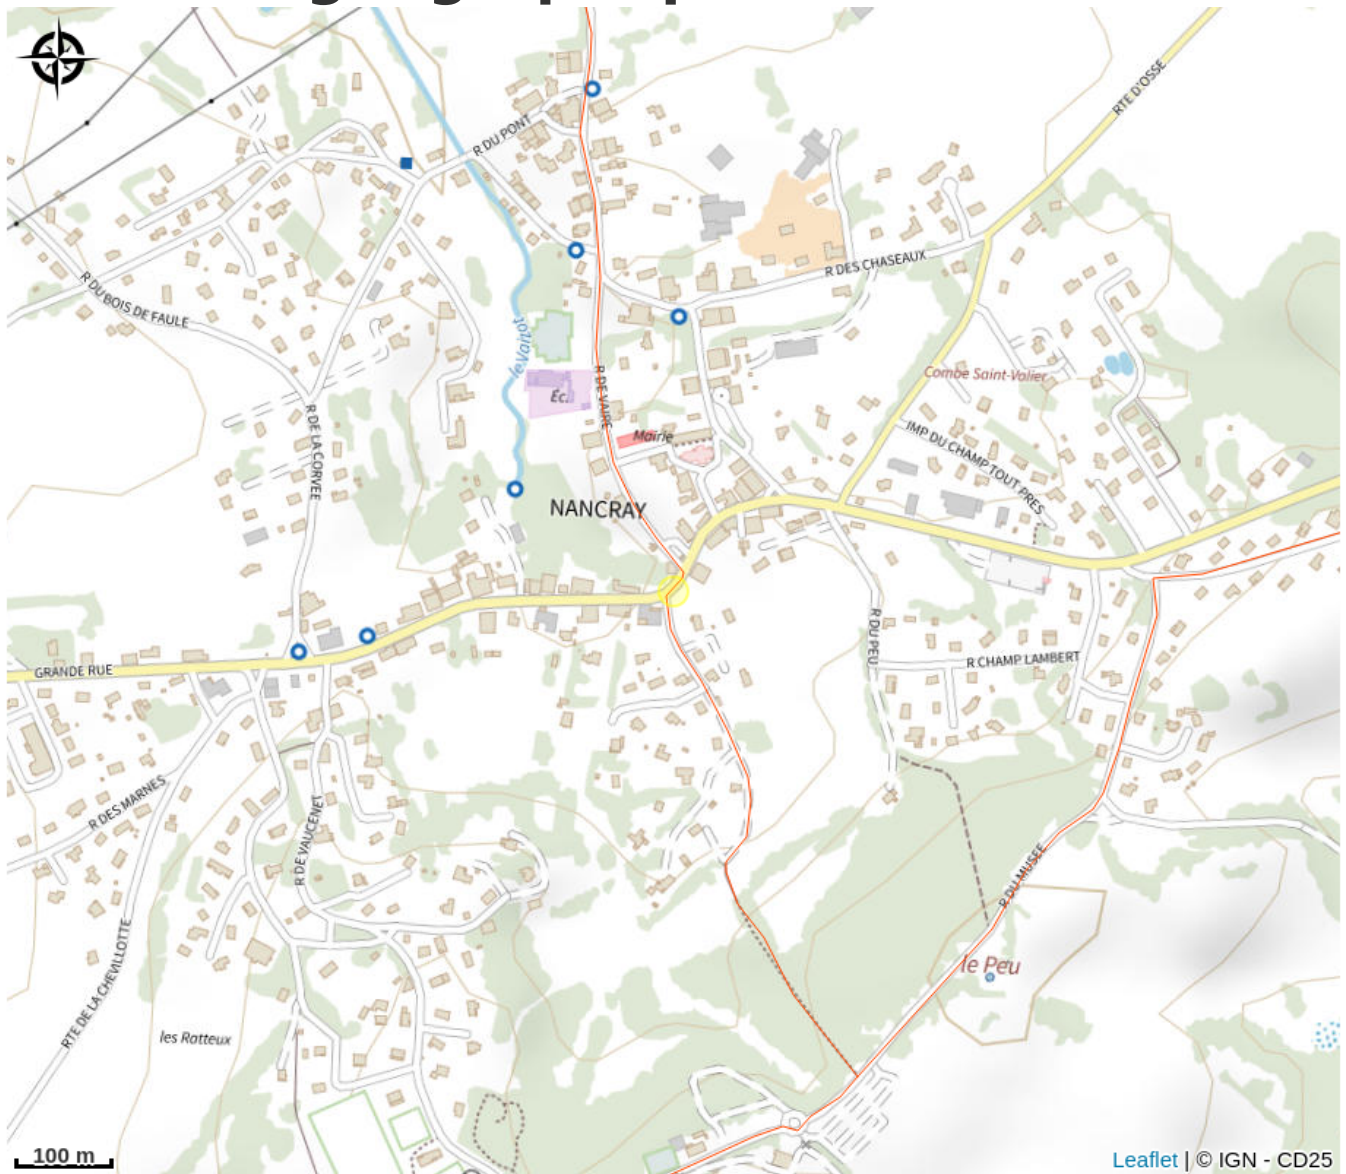 RTE D'OSSE
R DU PONT
R DES CHASEAUX
R DU BOIS DE FAULE
le Vaizot
Combe Saint-Valier
Éc.
R DE VAIRE
R DE LA CORVEE
Mairie
IMP DU CHAMP TOUT PRES
NANCRAY
R DU PEU
R CHAMP LAMBERT
GRANDE RUE
R DES MARNES
R DE VAUCENET
R DU MUSEE
RTE DE LA CHEVILLOTTE
le Peu
les Ratteux
100 m
Leaflet | © IGN - CD25